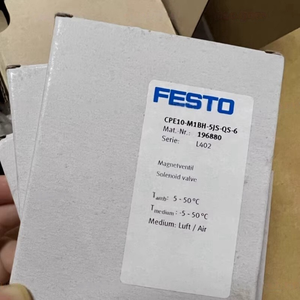 FESTO
CPE10-M1BH-5JS-QS-6
Mat.-Nr.: 196880
Serie: L402
Magnetventil
Solenoid valve
Tamb: 5 - 50 °C
Tmedium: -5 - 50 °C
Medium: Luft / Air